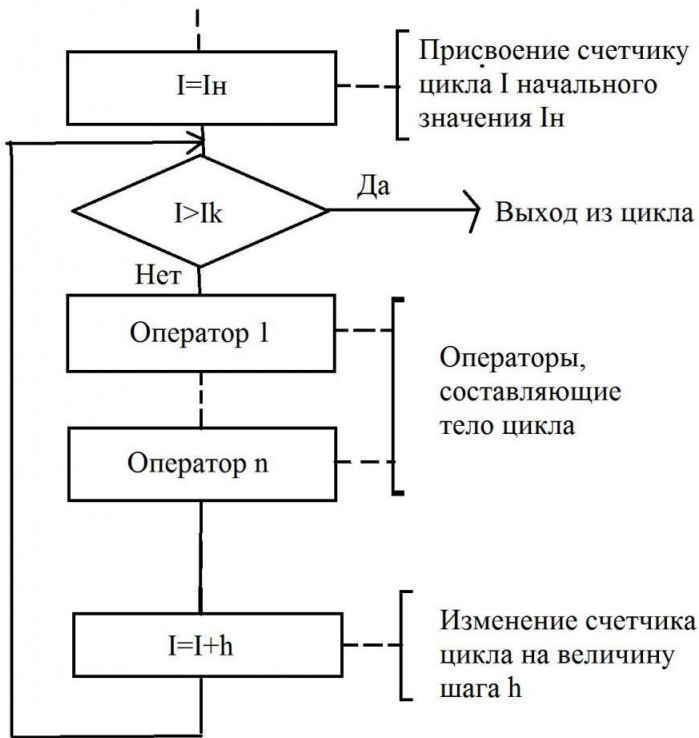 I=Iн
Присвоение счетчику
цикла I начального
значения Iн
I>Ik
Да
Выход из цикла
Нет
Оператор 1
Операторы,
составляющие
тело цикла
Оператор n
I=I+h
Изменение счетчика
цикла на величину
шага h